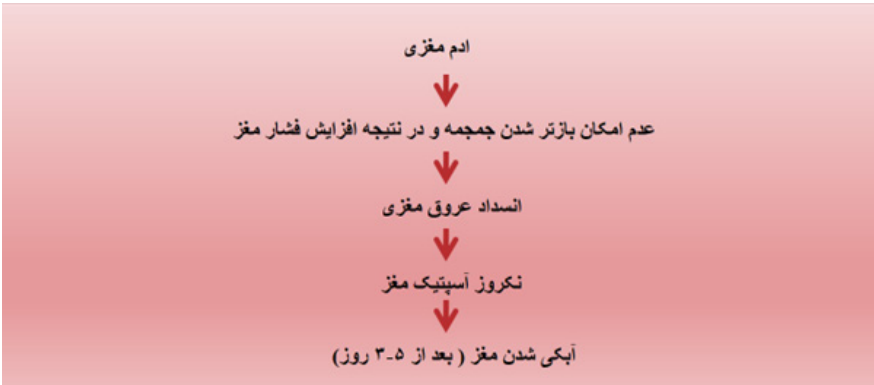 ادم مغزی
عدم امکان بازتر شدن جمجمه و در نتیجه افزایش فشار مغز
انسداد عروق مغزی
نکروز آسپتیک مغز
آبکی شدن مغز ( بعد از ۵-۳ روز)